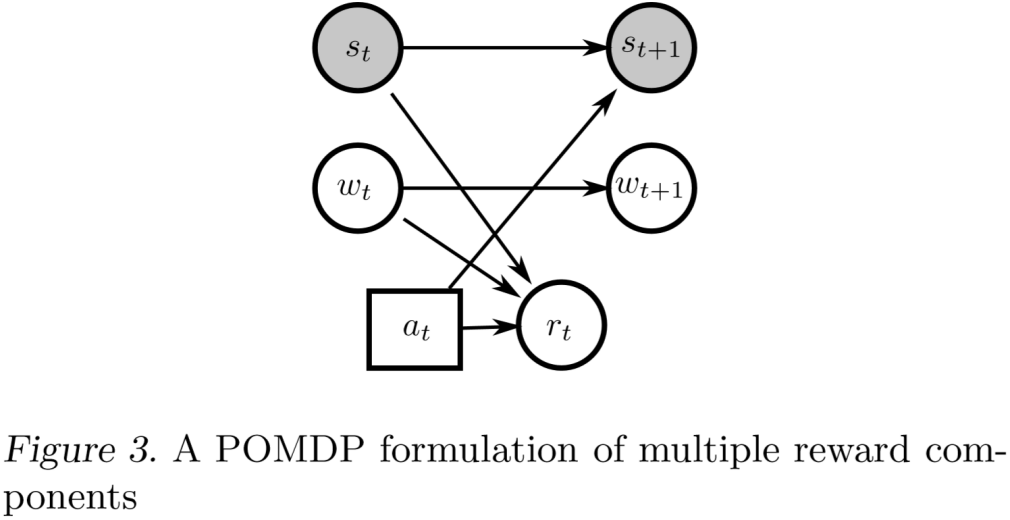 s_t s_{t+1}
w_t w_{t+1}
a_t r_t
Figure 3. A POMDP formulation of multiple reward com-
ponents